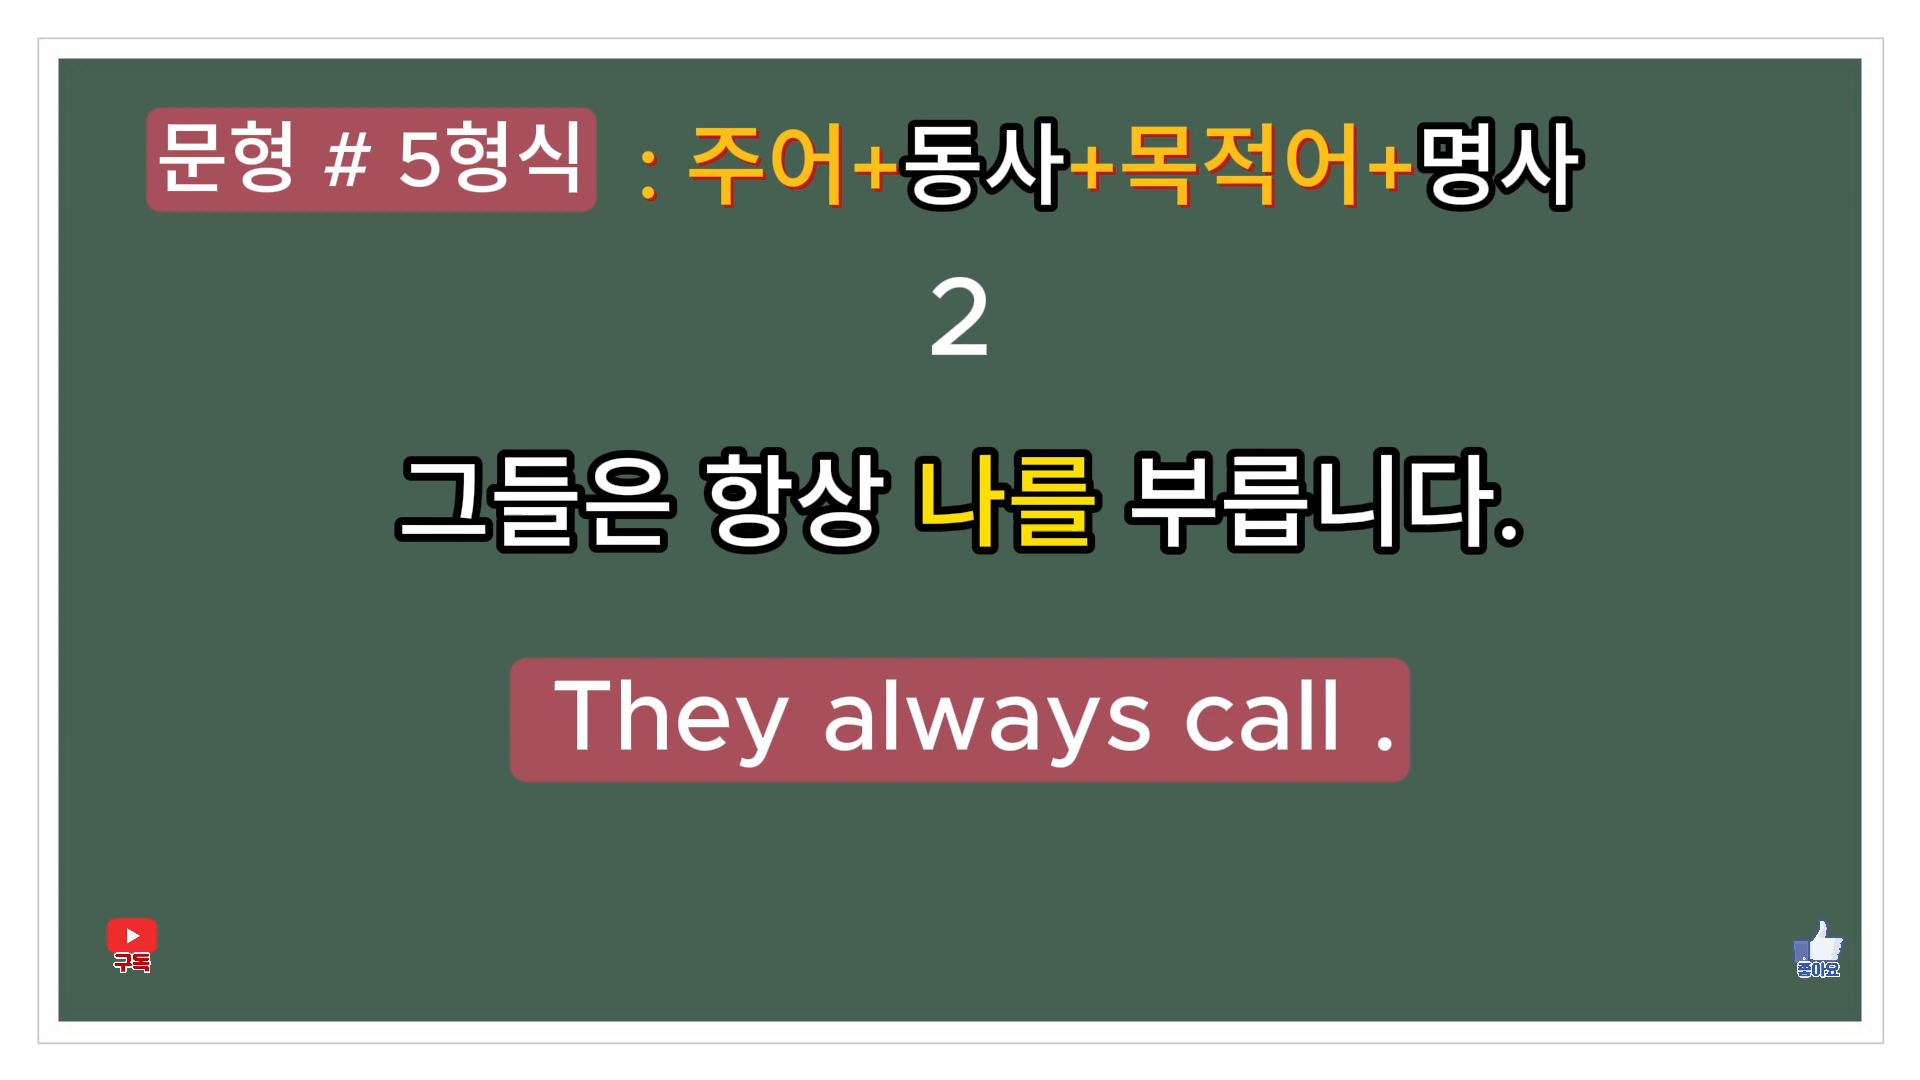 문형 # 5형식 : 주어+동사+목적어+명사
2
그들은 항상 나를 부릅니다.
They always call .
구독
좋아요